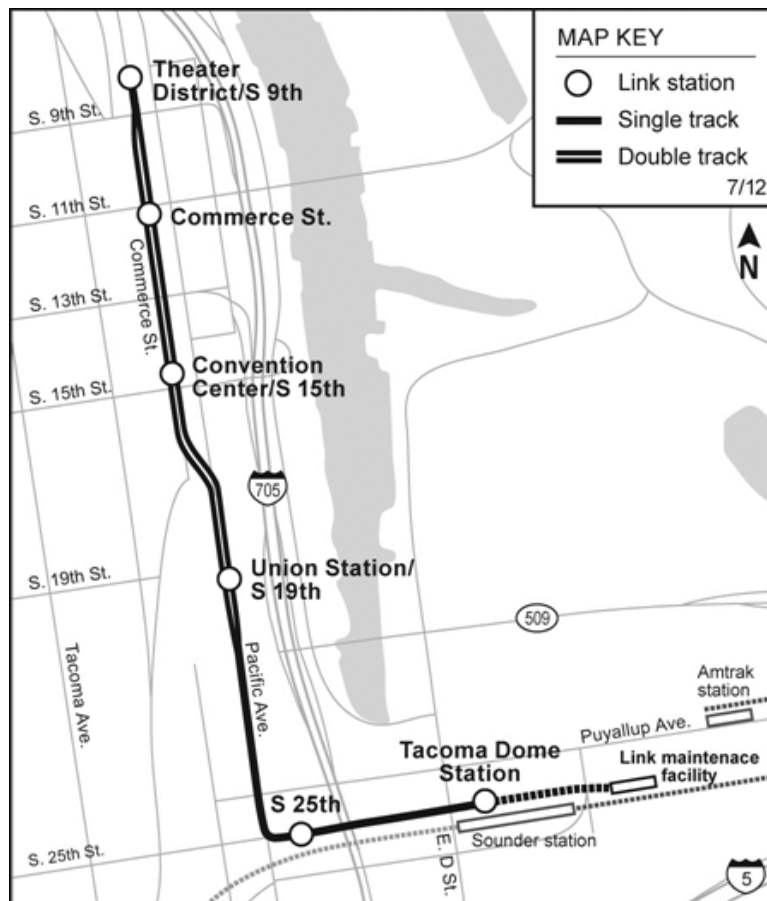 MAP KEY
Link station
Single track
Double track
7/12
N
Theater
District/S 9th
S. 9th St.
S. 11th St.
Commerce St.
Commerce St.
S. 13th St.
Convention
Center/S 15th
S. 15th St.
705
Union Station/
S 19th
S. 19th St.
509
Tacoma Ave.
Pacific Ave.
Amtrak
station
Puyallup Ave.
Tacoma Dome
Station
Link maintenace
facility
S 25th
Sounder station
S. 25th St.
E. D St.
5